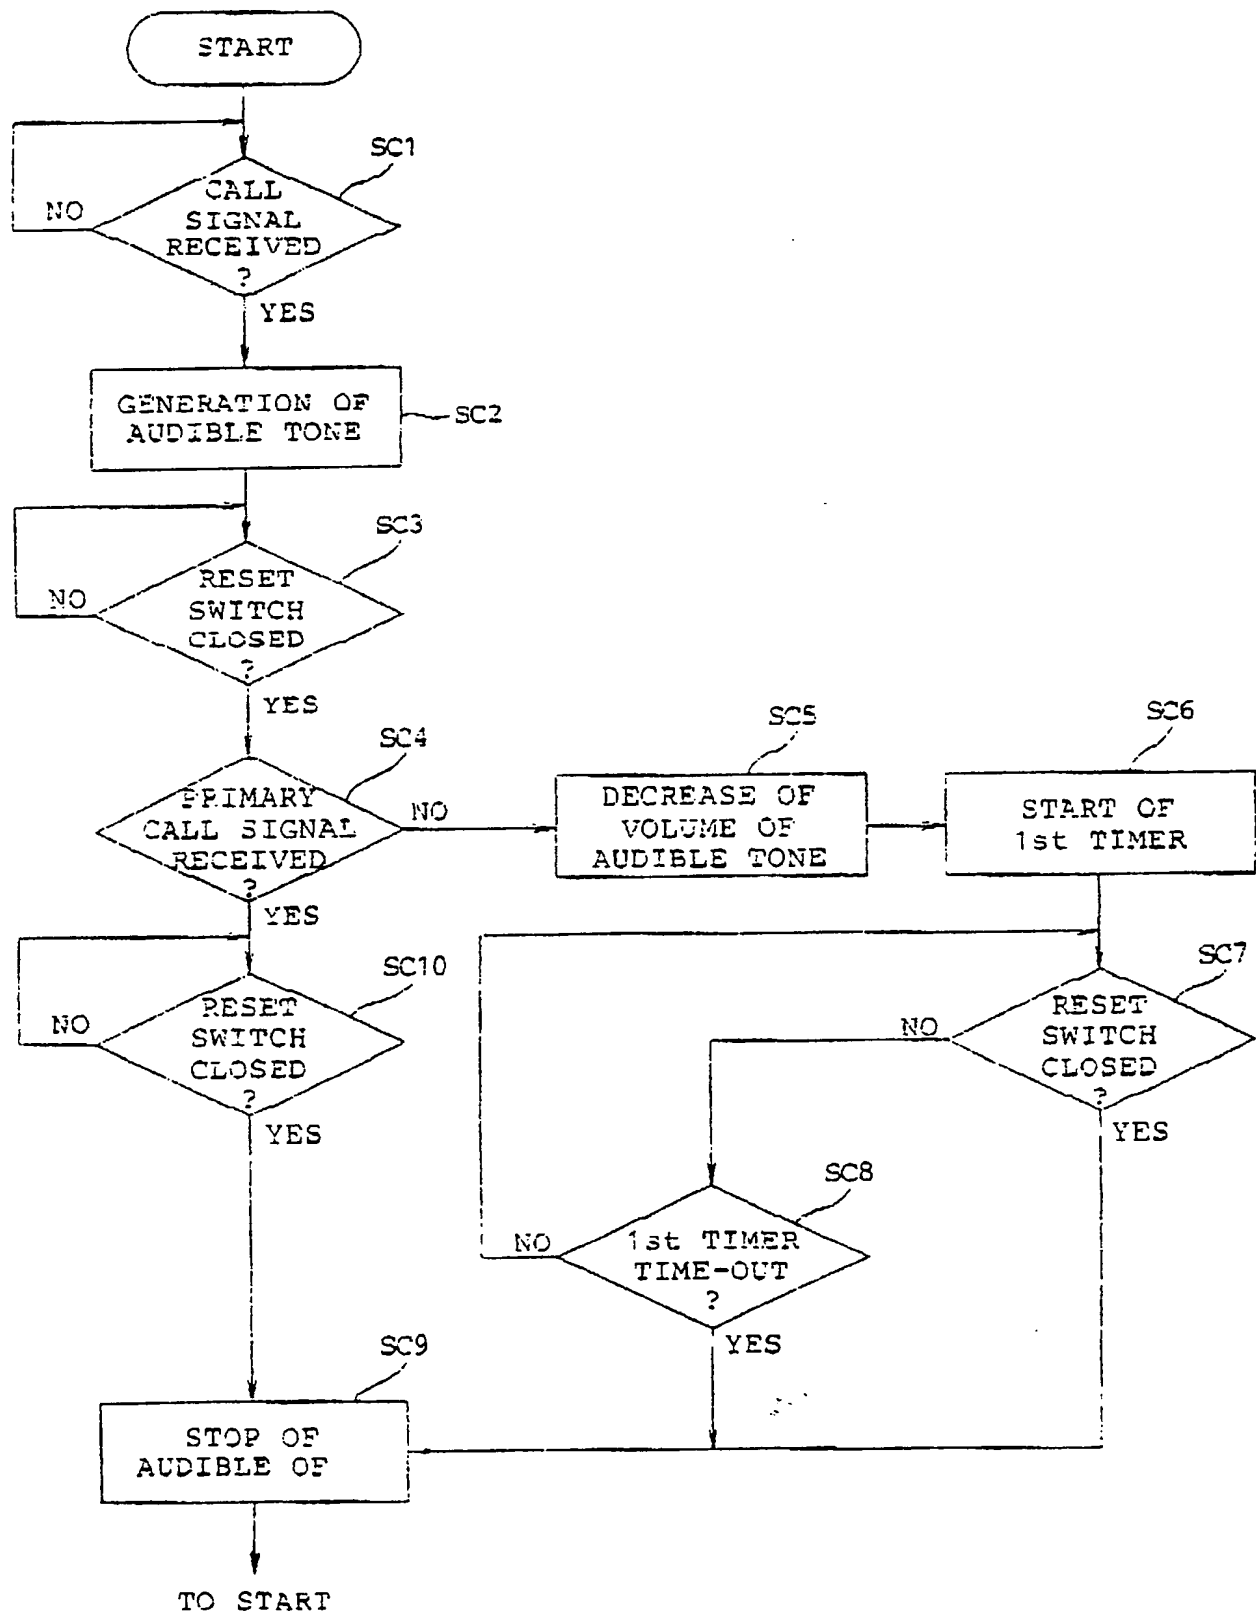 START
SC1
CALL
SIGNAL
RECEIVED
?
NO
YES
GENERATION OF
AUDIBLE TONE
SC2
SC3
RESET
SWITCH
CLOSED
?
NO
YES
SC4
PRIMARY
CALL SIGNAL
RECEIVED
?
NO
YES
SC5
DECREASE OF
VOLUME OF
AUDIBLE TONE
SC6
START OF
1st TIMER
SC7
RESET
SWITCH
CLOSED
?
NO
YES
SC8
1st TIMER
TIME-OUT
?
NO
YES
SC10
RESET
SWITCH
CLOSED
?
NO
YES
SC9
STOP OF
AUDIBLE OF
TO START